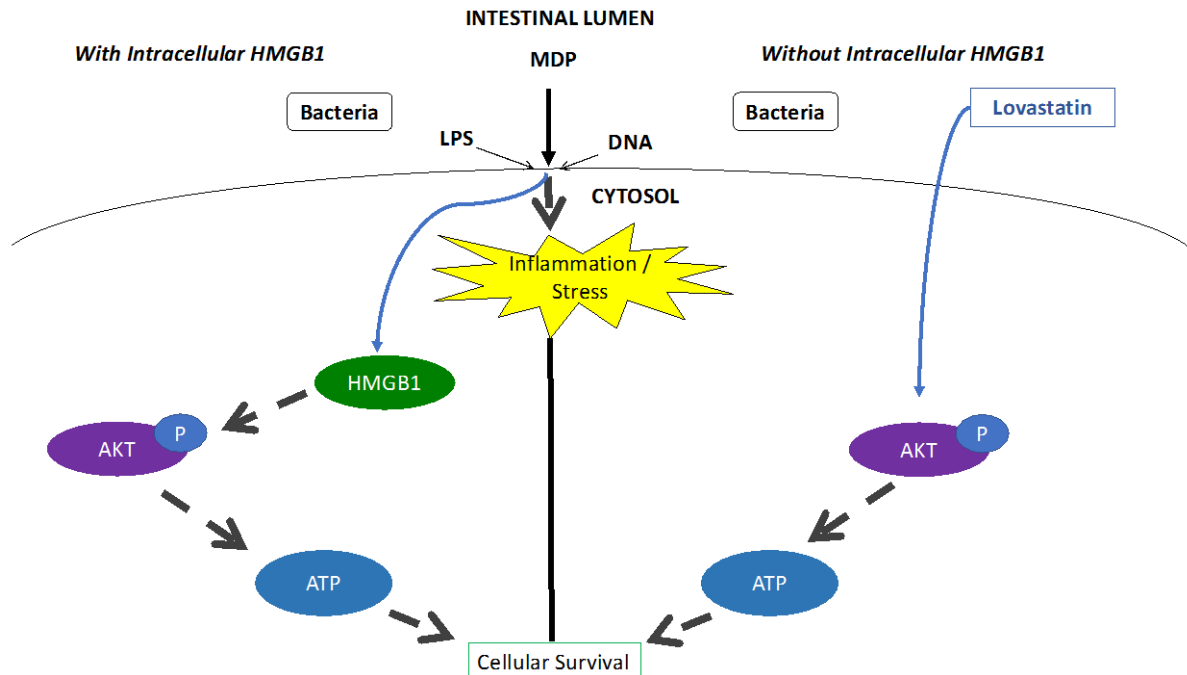 INTESTINAL LUMEN
With Intracellular HMGB1
MDP
Without Intracellular HMGB1
Bacteria
Bacteria
Lovastatin
LPS
DNA
CYTOSOL
Inflammation /
Stress
HMGB1
AKT
P
AKT
P
ATP
ATP
Cellular Survival